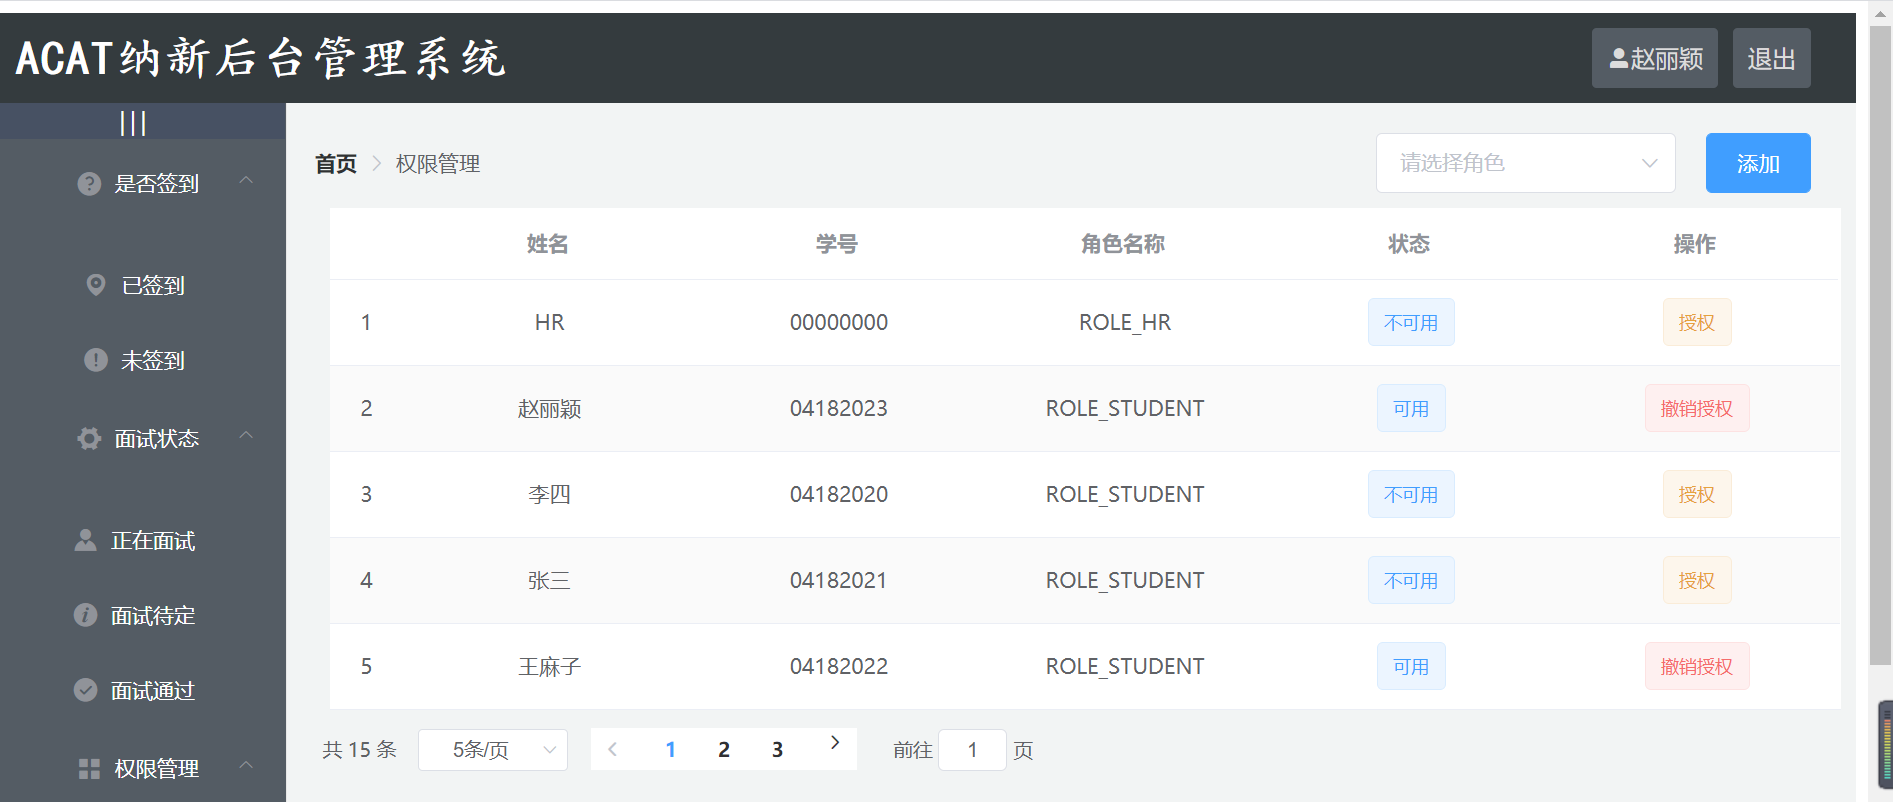 ACAT纳新后台管理系统
赵丽颖 退出
|||
是否签到
已签到
未签到
面试状态
正在面试
面试待定
面试通过
权限管理
首页 权限管理
请选择角色 添加
姓名 学号 角色名称 状态 操作
1 HR 00000000 ROLE_HR 不可用 授权
2 赵丽颖 04182023 ROLE_STUDENT 可用 撤销授权
3 李四 04182020 ROLE_STUDENT 不可用 授权
4 张三 04182021 ROLE_STUDENT 不可用 授权
5 王麻子 04182022 ROLE_STUDENT 可用 撤销授权
共 15 条 5条/页 1 2 3 前往 1 页